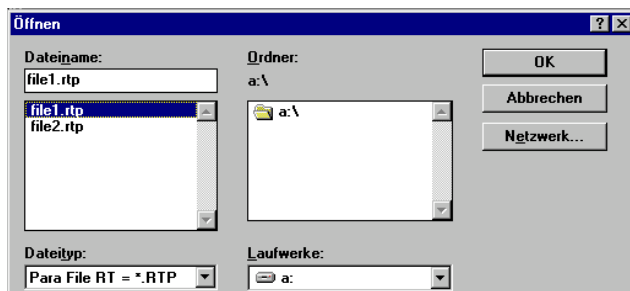 Öffnen
Dateiname:
file1.rtp
file1.rtp
file2.rtp
Dateityp:
Para File RT = *.RTP
Ordner:
a:\
a:\
Laufwerke:
a:
OK
Abbrechen
Netzwerk...